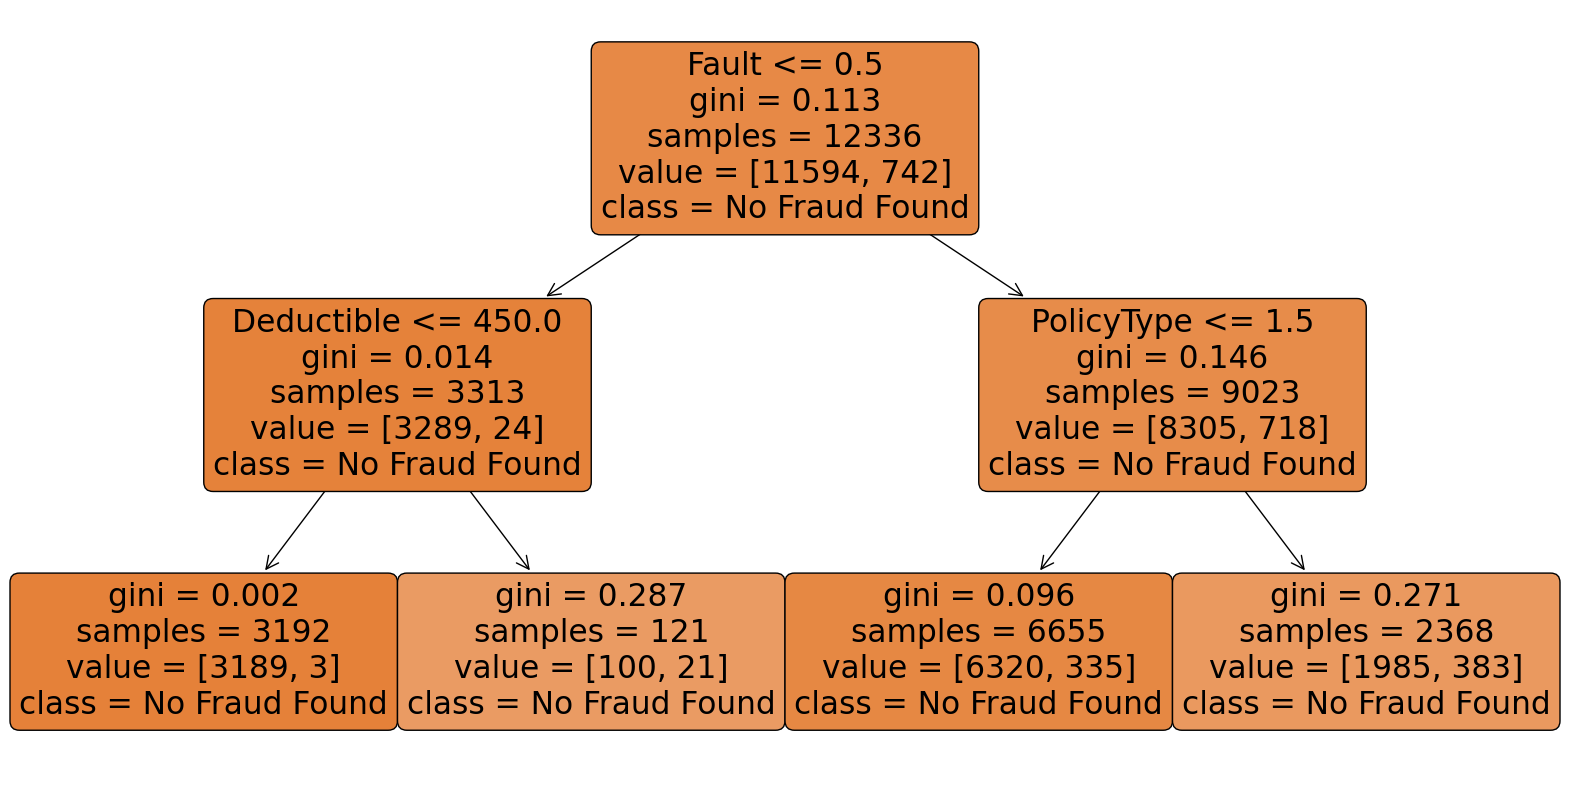 Fault <= 0.5
gini = 0.113
samples = 12336
value = [11594, 742]
class = No Fraud Found
Deductible <= 450.0
gini = 0.014
samples = 3313
value = [3289, 24]
class = No Fraud Found
PolicyType <= 1.5
gini = 0.146
samples = 9023
value = [8305, 718]
class = No Fraud Found
gini = 0.002
samples = 3192
value = [3189, 3]
class = No Fraud Found
gini = 0.287
samples = 121
value = [100, 21]
class = No Fraud Found
gini = 0.096
samples = 6655
value = [6320, 335]
class = No Fraud Found
gini = 0.271
samples = 2368
value = [1985, 383]
class = No Fraud Found